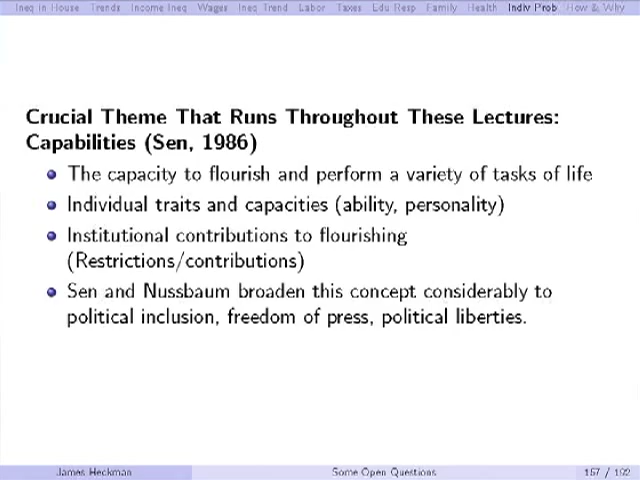 Ineq in House Trends Income Ineq Wages Ineq Trend Labor Taxes Edu Resp Family Health Indiv Prob How & Why
Crucial Theme That Runs Throughout These Lectures:
Capabilities (Sen, 1986)
The capacity to flourish and perform a variety of tasks of life
Individual traits and capacities (ability, personality)
Institutional contributions to flourishing
(Restrictions/contributions)
Sen and Nussbaum broaden this concept considerably to
political inclusion, freedom of press, political liberties.
James Heckman Some Open Questions 157 / 192